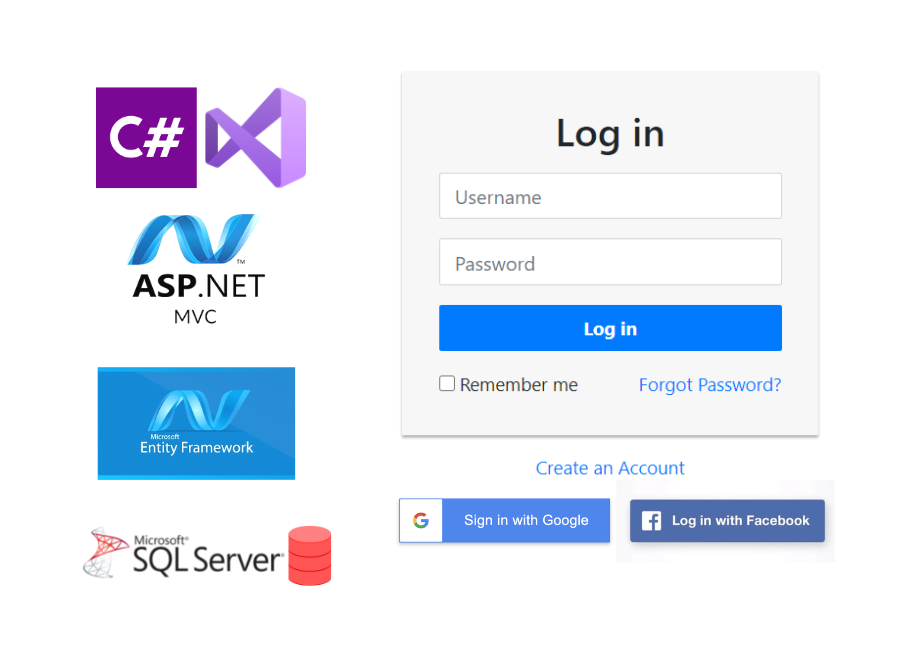 C#
ASP.NET
TM
MVC
Microsoft
Entity Framework
Microsoft®
SQL Server®
Log in
Username
Password
Log in
Remember me
Forgot Password?
Create an Account
G Sign in with Google
f Log in with Facebook